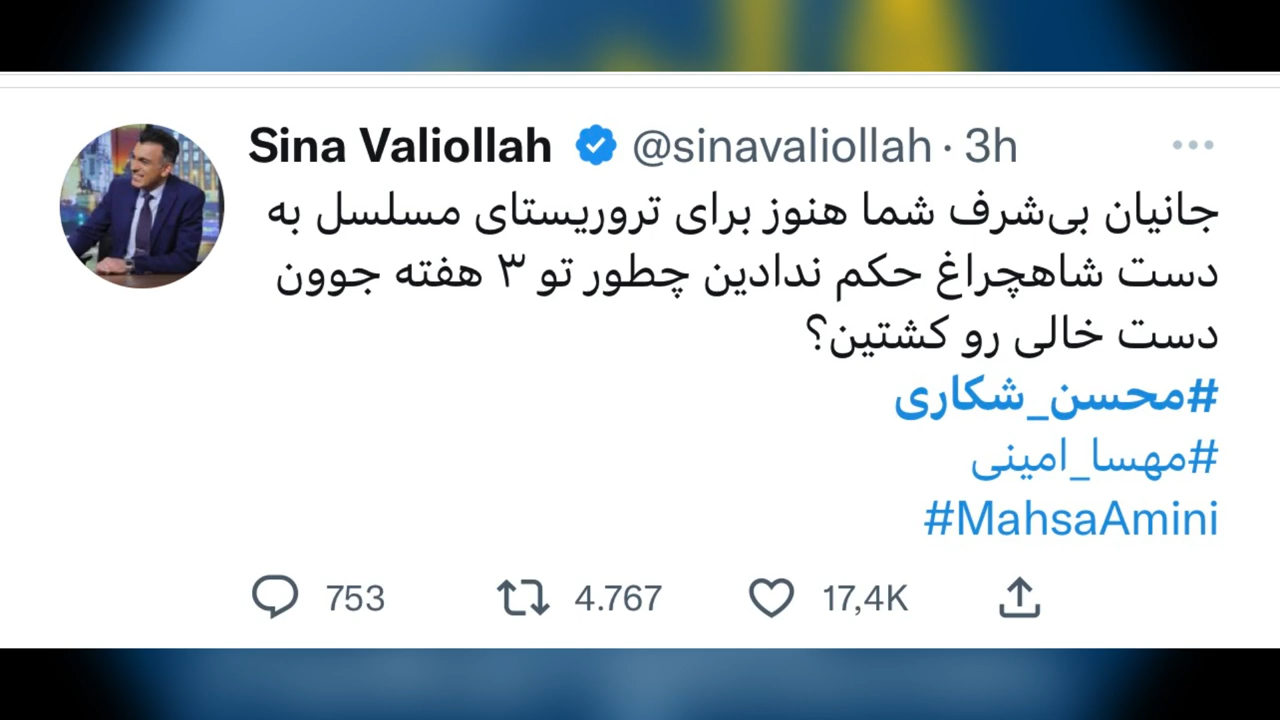 Sina Valiollah @sinavaliollah · 3h
جانیان بی‌شرف شما هنوز برای تروریستای مسلسل به
دست شاهچراغ حکم ندادین چطور تو ۳ هفته جوون
دست خالی رو کشتین؟
#محسن_شکاری
#مهسا_امینی
#MahsaAmini
753 4.767 17,4K